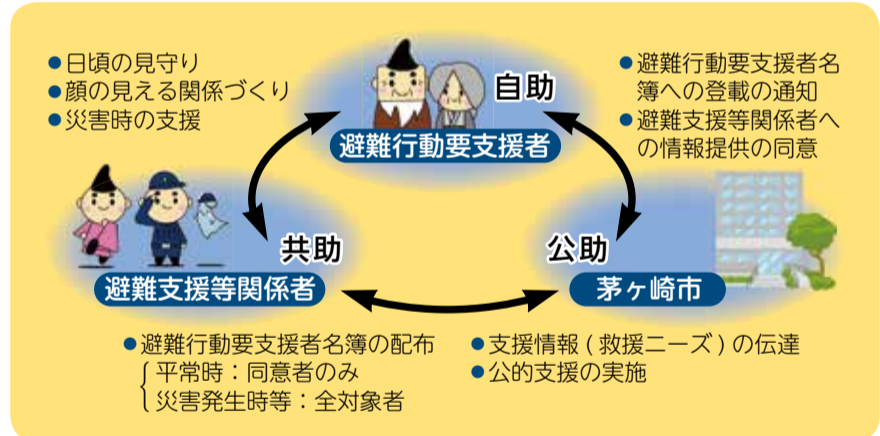 ●日頃の見守り
●顔の見える関係づくり
●災害時の支援
自助
避難行動要支援者
●避難行動要支援者名
簿への登載の通知
●避難支援等関係者へ
の情報提供の同意
共助
避難支援等関係者
公助
茅ヶ崎市
●避難行動要支援者名簿の配布
平常時：同意者のみ
災害発生時等：全対象者
●支援情報(救援ニーズ)の伝達
●公的支援の実施